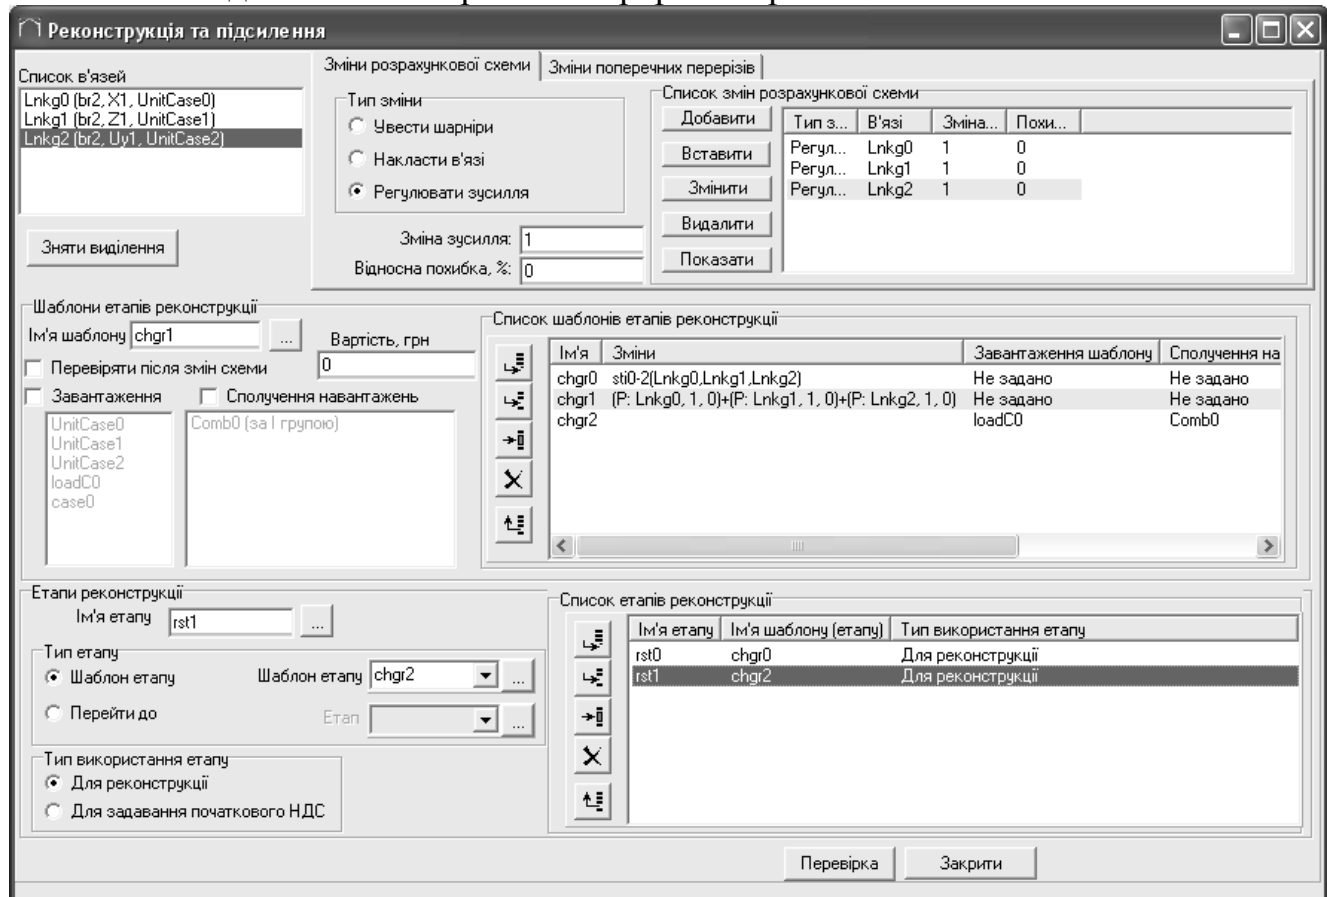 Реконструкція та підсилення
Список в'язей
Lnkg0 (br2, X1, UnitCase0)
Lnkg1 (br2, Z1, UnitCase1)
Lnkg2 (br2, Uy1, UnitCase2)
Зняти виділення
Зміни розрахункової схеми
Зміни поперечних перерізів
Тип зміни
Увести шарніри
Накласти в'язі
Регулювати зусилля
Зміна зусилля: 1
Відносна похибка, %: 0
Список змін розрахункової схеми
Добавити
Вставити
Змінити
Видалити
Показати
Тип з... В'язі Зміна... Похи...
Регул... Lnkg0 1 0
Регул... Lnkg1 1 0
Регул... Lnkg2 1 0
Шаблони етапів реконструкції
Ім'я шаблону chgr1 ...
Вартість, грн
0
Перевіряти після змін схеми
Завантаження
Сполучення навантажень
UnitCase0
UnitCase1
UnitCase2
loadC0
case0
Comb0 (за I групою)
Список шаблонів етапів реконструкції
Ім'я Зміни Завантаження шаблону Сполучення на
chgr0 sti0-2(Lnkg0,Lnkg1,Lnkg2) Не задано Не задано
chgr1 (P: Lnkg0, 1, 0)+(P: Lnkg1, 1, 0)+(P: Lnkg2, 1, 0) Не задано Не задано
chgr2 loadC0 Comb0
Етапи реконструкції
Ім'я етапу rst1 ...
Тип етапу
Шаблон етапу Шаблон етапу chgr2 ...
Перейти до Етап ...
Тип використання етапу
Для реконструкції
Для задавання початкового НДС
Список етапів реконструкції
Ім'я етапу Ім'я шаблону (етапу) Тип використання етапу
rst0 chgr0 Для реконструкції
rst1 chgr2 Для реконструкції
Перевірка
Закрити